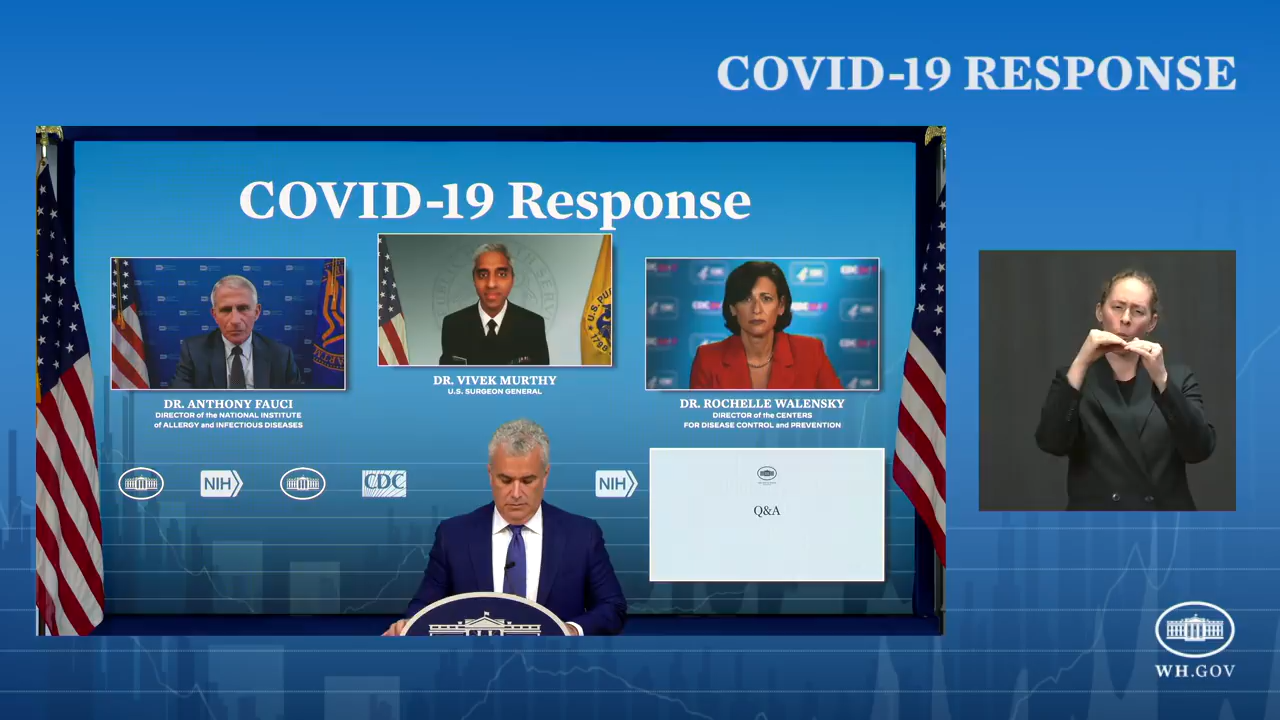 COVID-19 RESPONSE
COVID-19 Response
DR. ANTHONY FAUCI
DIRECTOR of the NATIONAL INSTITUTE
of ALLERGY and INFECTIOUS DISEASES
DR. VIVEK MURTHY
U.S. SURGEON GENERAL
DR. ROCHELLE WALENSKY
DIRECTOR of the CENTERS
FOR DISEASE CONTROL and PREVENTION
NIH
CDC
NIH
Q&A
WH.GOV